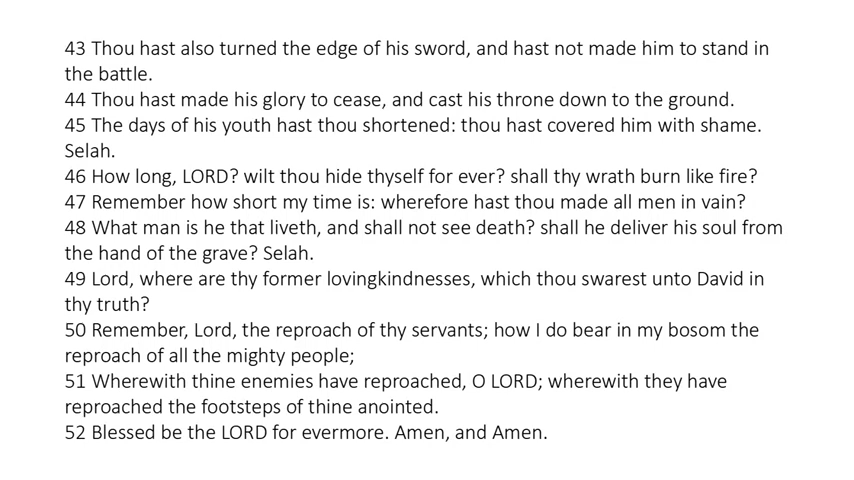 43 Thou hast also turned the edge of his sword, and hast not made him to stand in
the battle.
44 Thou hast made his glory to cease, and cast his throne down to the ground.
45 The days of his youth hast thou shortened: thou hast covered him with shame.
Selah.
46 How long, LORD? wilt thou hide thyself for ever? shall thy wrath burn like fire?
47 Remember how short my time is: wherefore hast thou made all men in vain?
48 What man is he that liveth, and shall not see death? shall he deliver his soul from
the hand of the grave? Selah.
49 Lord, where are thy former lovingkindnesses, which thou swarest unto David in
thy truth?
50 Remember, Lord, the reproach of thy servants; how I do bear in my bosom the
reproach of all the mighty people;
51 Wherewith thine enemies have reproached, O LORD; wherewith they have
reproached the footsteps of thine anointed.
52 Blessed be the LORD for evermore. Amen, and Amen.